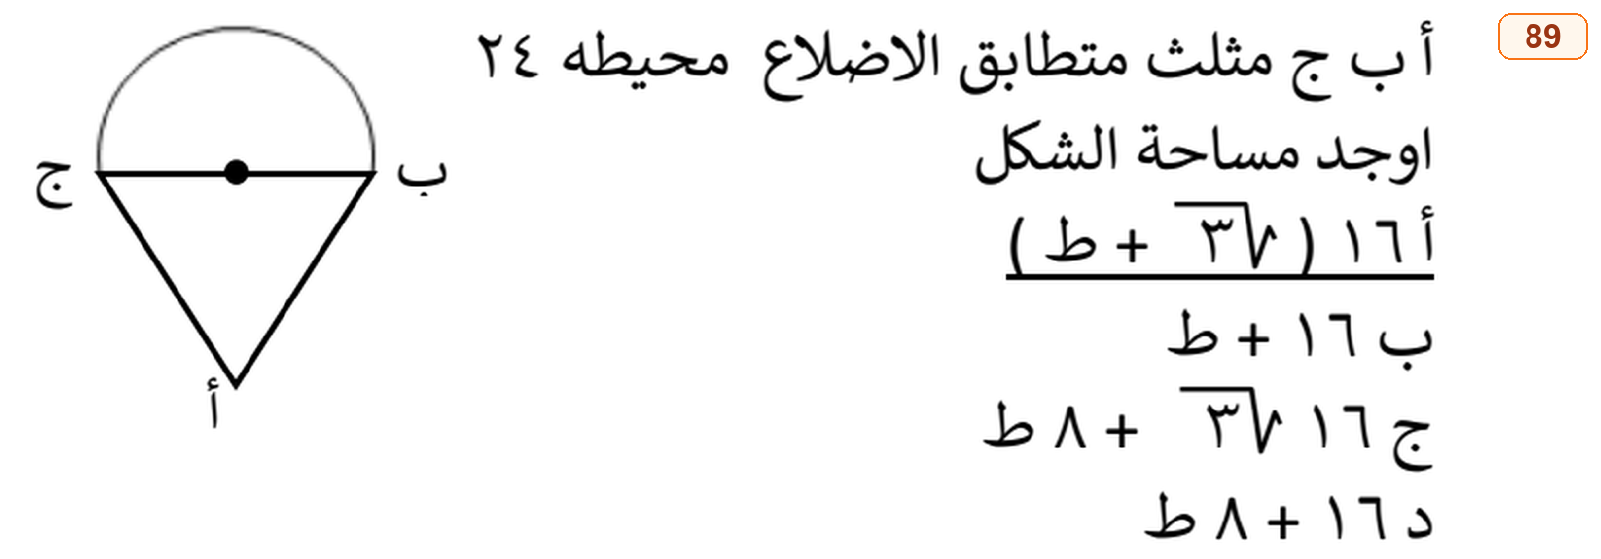 89
أ ب ج مثلث متطابق الاضلاع محيطه ٢٤
اوجد مساحة الشكل
أ ١٦ ( √٣ + ط )
ب ١٦ + ط
ج ١٦ √٣ + ٨ ط
د ١٦ + ٨ ط
ج
ب
أ